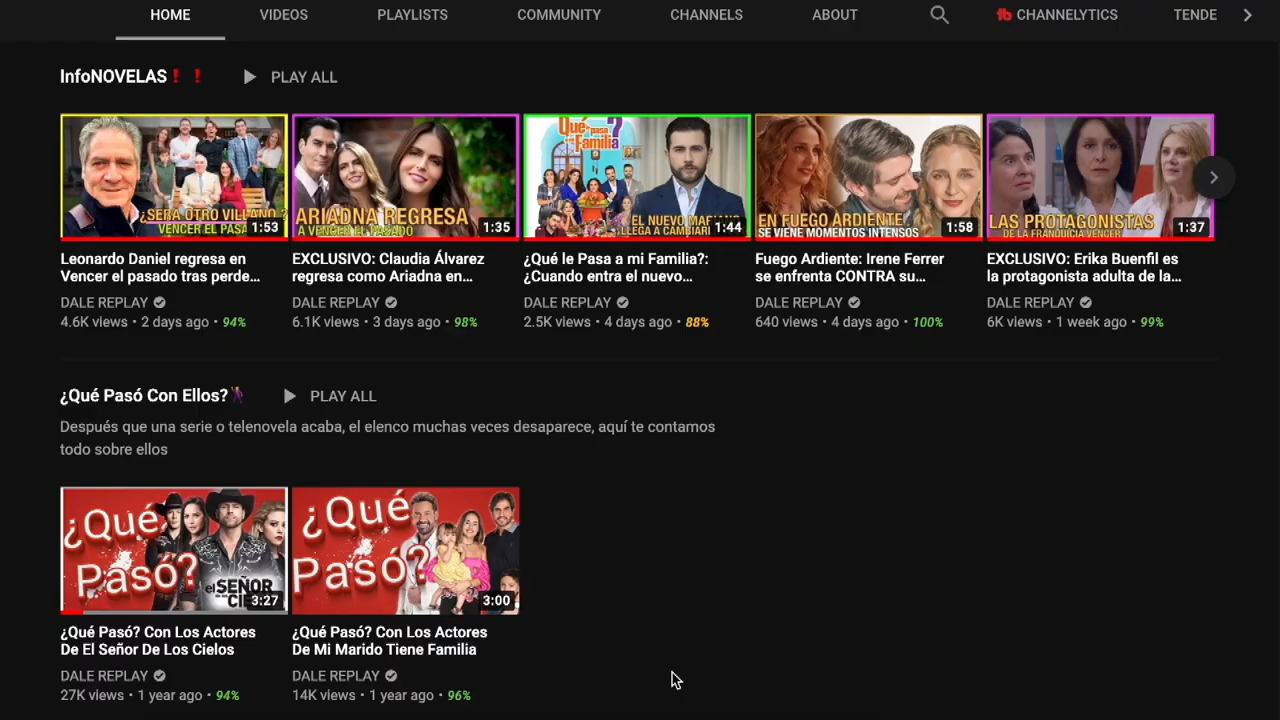 HOME VIDEOS PLAYLISTS COMMUNITY CHANNELS ABOUT CHANNELYTICS TENDE
InfoNOVELAS❗❗ PLAY ALL
¿SERÁ OTRO VILLANO ?
VENCER EL PASA
1:53
ARIADNA REGRESA
A VENCER EL PASADO
1:35
¿Qué le pasa a mi Familia?
EL NUEVO MARIANO
LLEGA A CAMBIAR
1:44
EN FUEGO ARDIENTE
SE VIENE MOMENTOS INTENSOS
1:58
LAS PROTAGONISTAS
DE LA FRANQUICIA VENCER
1:37
Leonardo Daniel regresa en
Vencer el pasado tras perde...
DALE REPLAY
4.6K views • 2 days ago • 94%
EXCLUSIVO: Claudia Álvarez
regresa como Ariadna en...
DALE REPLAY
6.1K views • 3 days ago • 98%
¿Qué le Pasa a mi Familia?:
¿Cuando entra el nuevo...
DALE REPLAY
2.5K views • 4 days ago • 88%
Fuego Ardiente: Irene Ferrer
se enfrenta CONTRA su...
DALE REPLAY
640 views • 4 days ago • 100%
EXCLUSIVO: Erika Buenfil es
la protagonista adulta de la...
DALE REPLAY
6K views • 1 week ago • 99%
¿Qué Pasó Con Ellos? PLAY ALL
Después que una serie o telenovela acaba, el elenco muchas veces desaparece, aquí te contamos
todo sobre ellos
¿Qué
Pasó?
EL SEÑOR
3:27
¿Qué
Pasó?
3:00
¿Qué Pasó? Con Los Actores
De El Señor De Los Cielos
DALE REPLAY
27K views • 1 year ago • 94%
¿Qué Pasó? Con Los Actores
De Mi Marido Tiene Familia
DALE REPLAY
14K views • 1 year ago • 96%